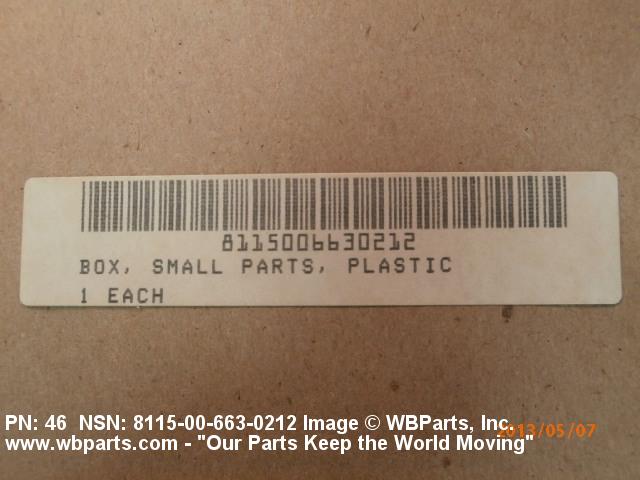 8115006630212
BOX, SMALL PARTS, PLASTIC
1 EACH
PN: 46 NSN: 8115-00-663-0212 Image © WBParts, Inc.
2013/05/07
www.wbparts.com - "Our Parts Keep the World Moving"